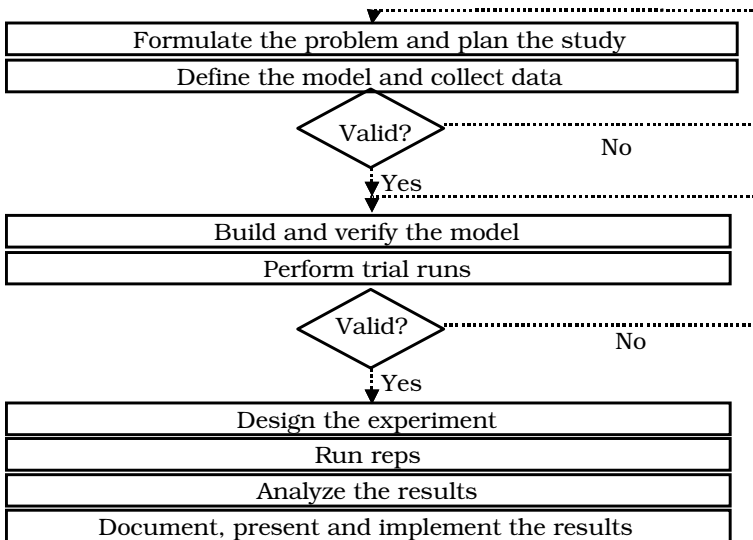 Formulate the problem and plan the study
Define the model and collect data
Valid?
No
Yes
Build and verify the model
Perform trial runs
Valid?
No
Yes
Design the experiment
Run reps
Analyze the results
Document, present and implement the results